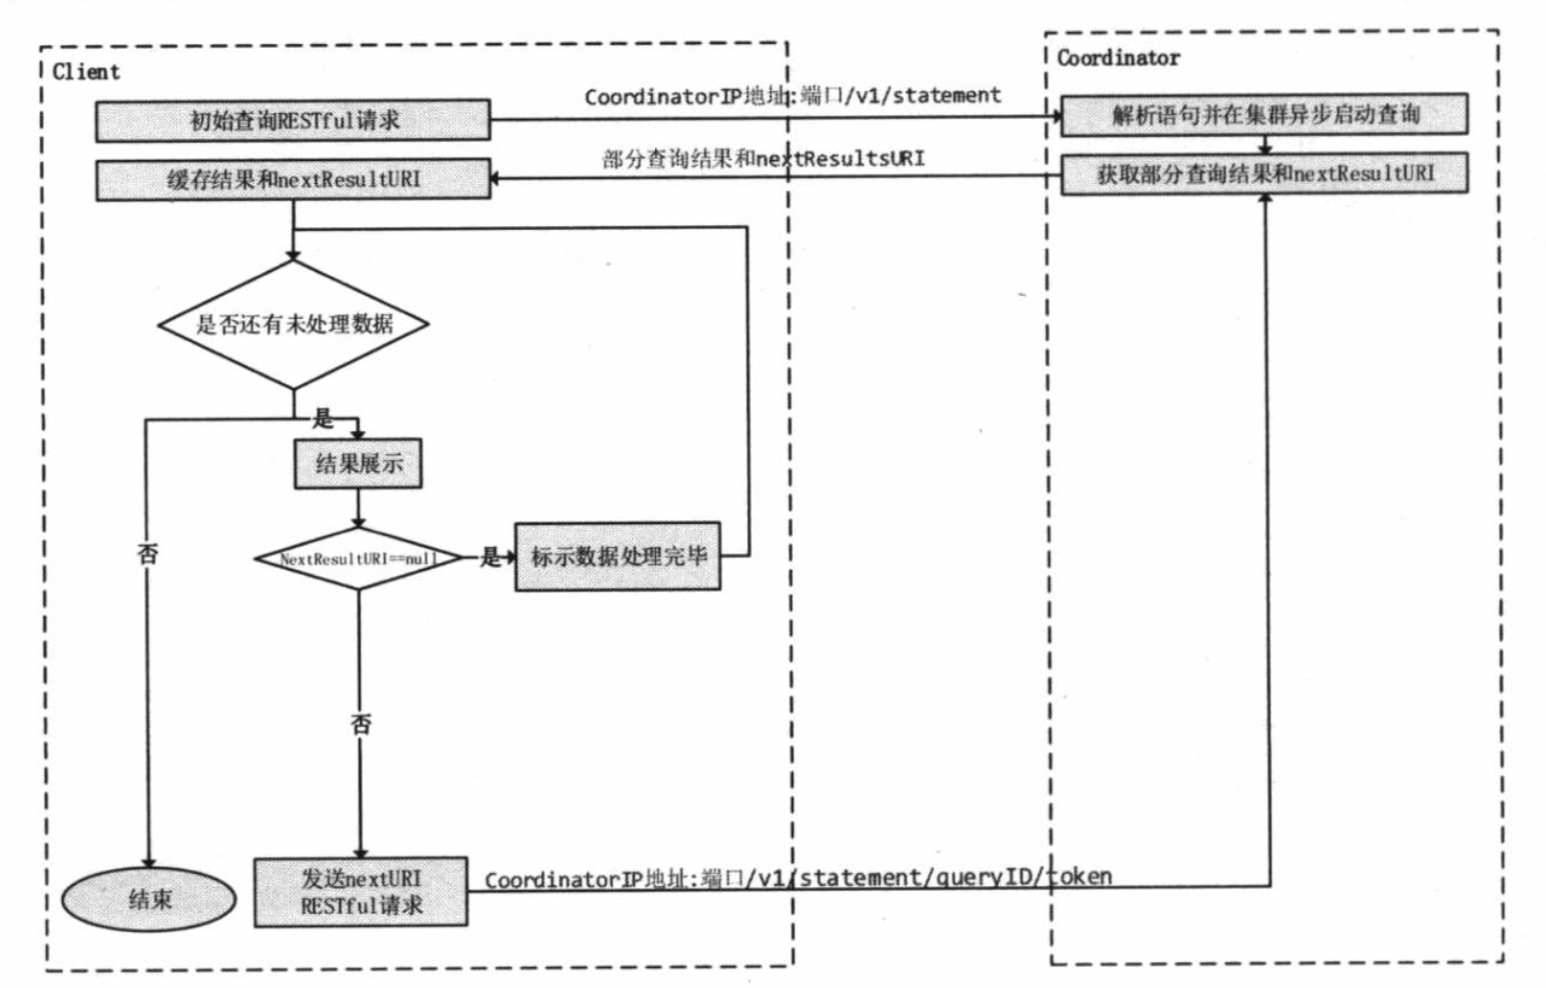 Client
Coordinator
CoordinatorIP地址:端口/v1/statement
初始查询RESTful请求
解析语句并在集群异步启动查询
部分查询结果和nextResultsURI
缓存结果和nextResultURI
获取部分查询结果和nextResultURI
是否还有未处理数据
是
结果展示
否
NextResultURI==null
是
标示数据处理完毕
否
发送nextURI
RESTful请求
CoordinatorIP地址:端口/v1/statement/queryID/token
结束